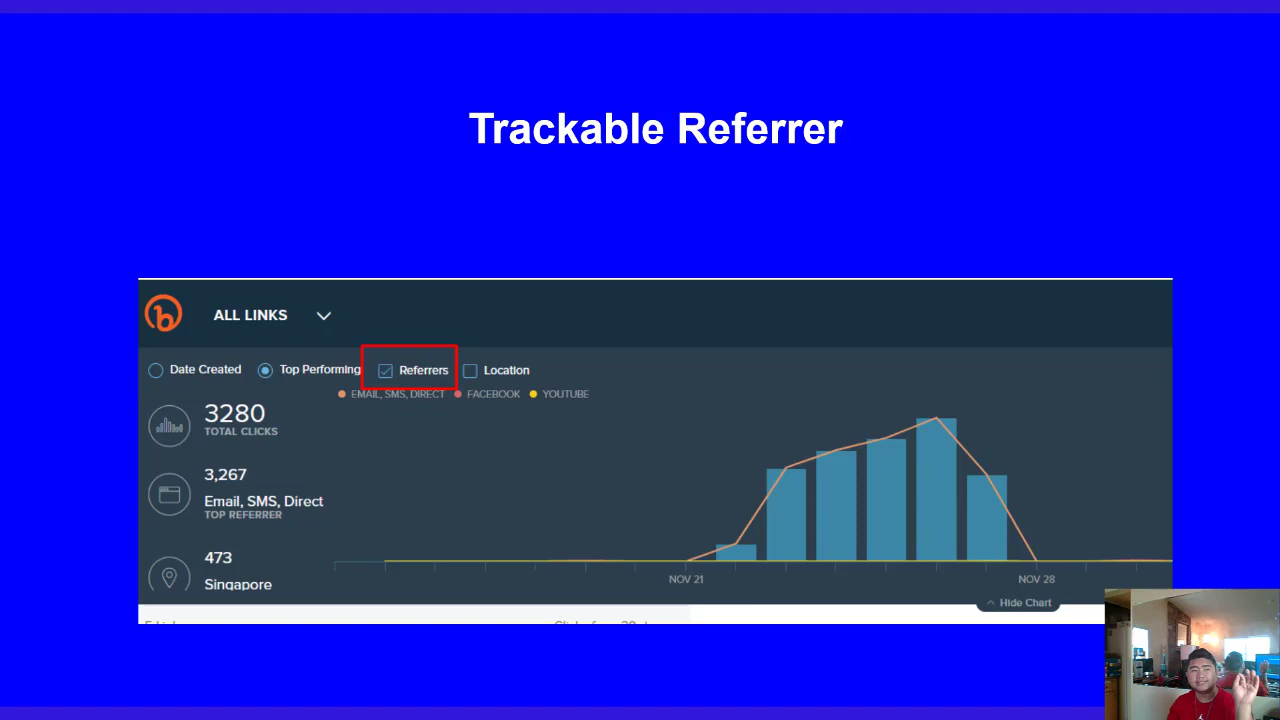 Trackable Referrer
ALL LINKS
Date Created Top Performing Referrers Location
EMAIL, SMS, DIRECT FACEBOOK YOUTUBE
3280
TOTAL CLICKS
3,267
Email, SMS, Direct
TOP REFERRER
473
Singapore
NOV 21 NOV 28
Hide Chart